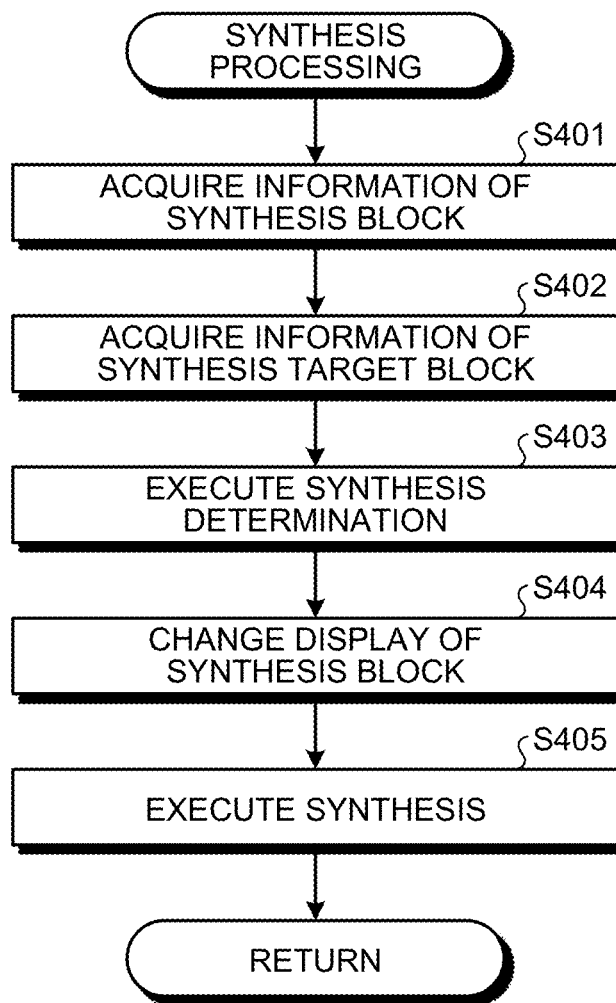 SYNTHESIS
PROCESSING
S401
ACQUIRE INFORMATION OF
SYNTHESIS BLOCK
S402
ACQUIRE INFORMATION OF
SYNTHESIS TARGET BLOCK
S403
EXECUTE SYNTHESIS
DETERMINATION
S404
CHANGE DISPLAY OF
SYNTHESIS BLOCK
S405
EXECUTE SYNTHESIS
RETURN